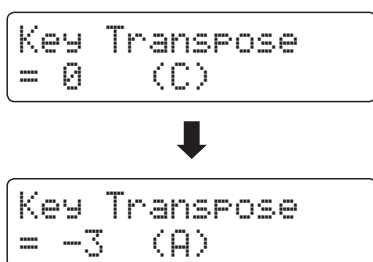 Key Transpose
= 0 (C)
Key Transpose
= -3 (A)